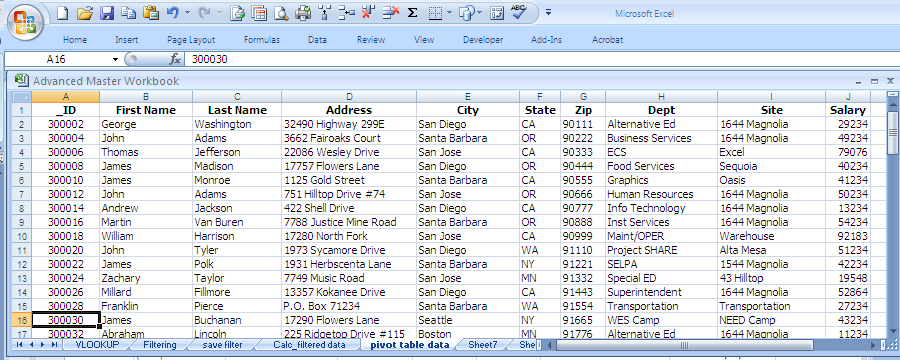 Microsoft Excel
Home Insert Page Layout Formulas Data Review View Developer Add-Ins Acrobat
A16 fx 300030
Advanced Master Workbook
A B C D E F G H I J
1 _ID First Name Last Name Address City State Zip Dept Site Salary
2 300002 George Washington 32490 Highway 299E San Diego CA 90111 Alternative Ed 1644 Magnolia 29234
3 300004 John Adams 3662 Fairoaks Court Santa Barbara OR 90222 Business Services 1644 Magnolia 49234
4 300006 Thomas Jefferson 22086 Wesley Drive San Jose CA 90333 ECS Excel 79076
5 300008 James Madison 17757 Flowers Lane San Diego OR 90444 Food Services Sequoia 40234
6 300010 James Monroe 1125 Gold Street Santa Barbara CA 90555 Graphics Oasis 41234
7 300012 John Adams 751 Hilltop Drive #74 San Jose OR 90666 Human Resources 1644 Magnolia 50234
8 300014 Andrew Jackson 422 Shell Drive San Diego CA 90777 Info Technology 1644 Magnolia 13234
9 300016 Martin Van Buren 7788 Justice Mine Road Santa Barbara OR 90888 Inst Services 1644 Magnolia 54234
10 300018 William Harrison 17280 North Fork San Jose CA 90999 Maint/OPER Warehouse 92183
11 300020 John Tyler 1973 Sycamore Drive San Diego WA 91110 Project SHARE Alta Mesa 51234
12 300022 James Polk 1931 Herbscenta Lane Santa Barbara NY 91221 SELPA 1544 Magnolia 42234
13 300024 Zachary Taylor 7749 Music Road San Jose MN 91332 Special ED 43 Hilltop 19548
14 300026 Millard Fillmore 13357 Kokanee Drive San Diego CA 91443 Superintendent 1644 Magnolia 52864
15 300028 Franklin Pierce P.O. Box 71234 Santa Barbara WA 91554 Transportation Transportation 27234
16 300030 James Buchanan 17290 Flowers Lane Seattle NY 91665 WES Camp NEED Camp 43234
17 300032 Abraham Lincoln 225 Ridgetop Drive #115 Boston MN 91776 Alternative Ed 1644 Magnolia 11234
VLOOKUP Filtering save filter Calc_filtered data pivot table data Sheet7 She